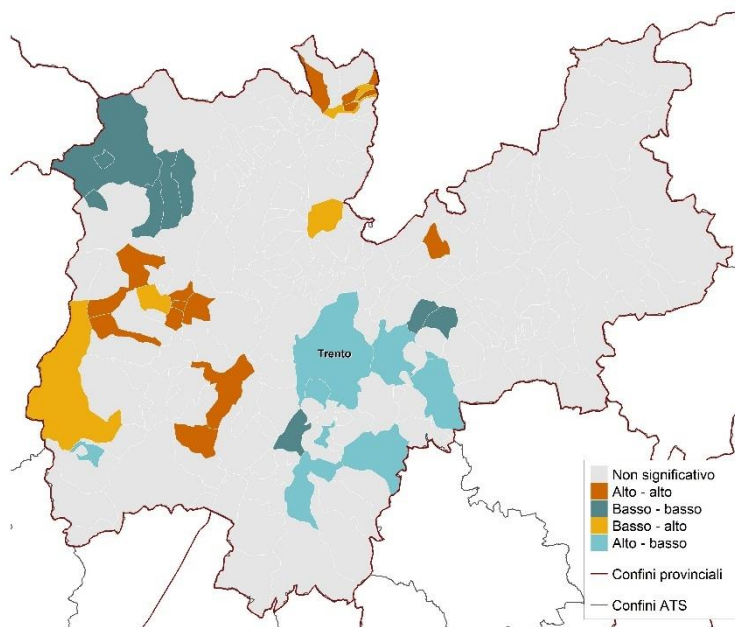 Trento
Non significativo
Alto - alto
Basso - basso
Basso - alto
Alto - basso
Confini provinciali
Confini ATS